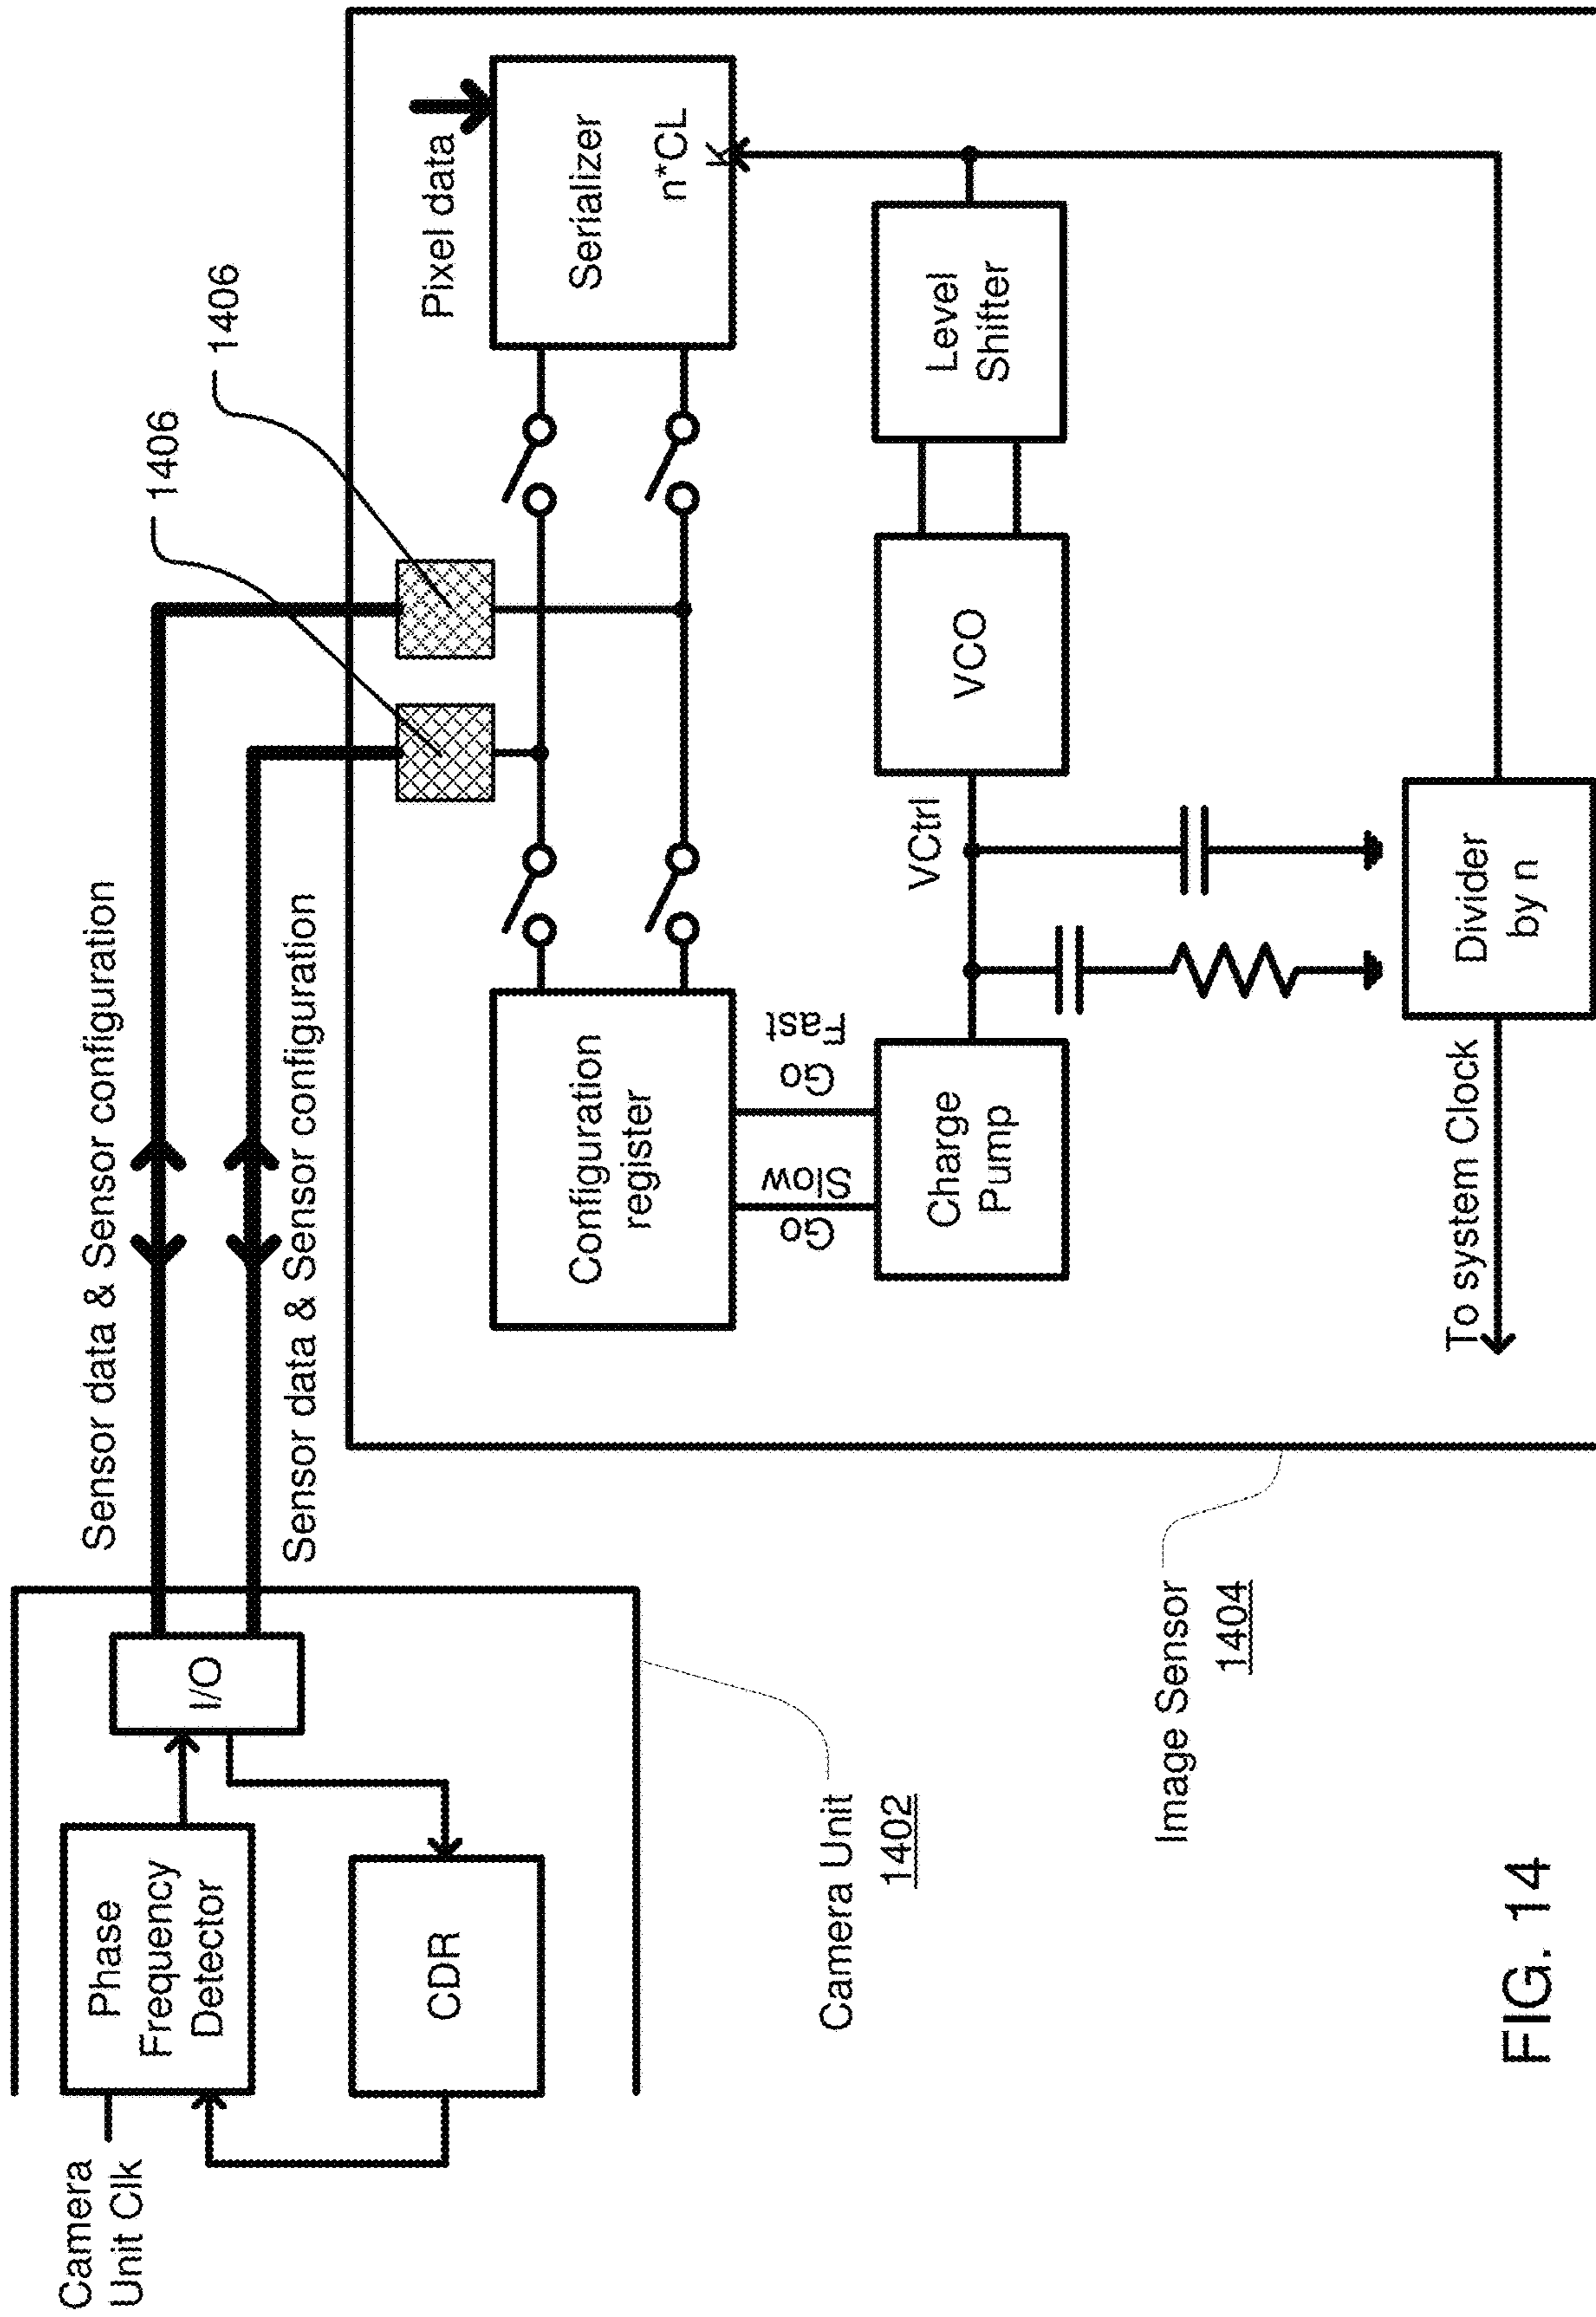 Camera
Unit Clk
Phase
Frequency
Detector
I/O
CDR
Camera Unit
1402
Sensor data & Sensor configuration
Sensor data & Sensor configuration
1406
1406
Pixel data
Configuration
register
Serializer
n*CL
K
Go
Slow
Go
Fast
Charge
Pump
VCtrl
VCO
Level
Shifter
Divider
by n
To system Clock
Image Sensor
1404
FIG. 14